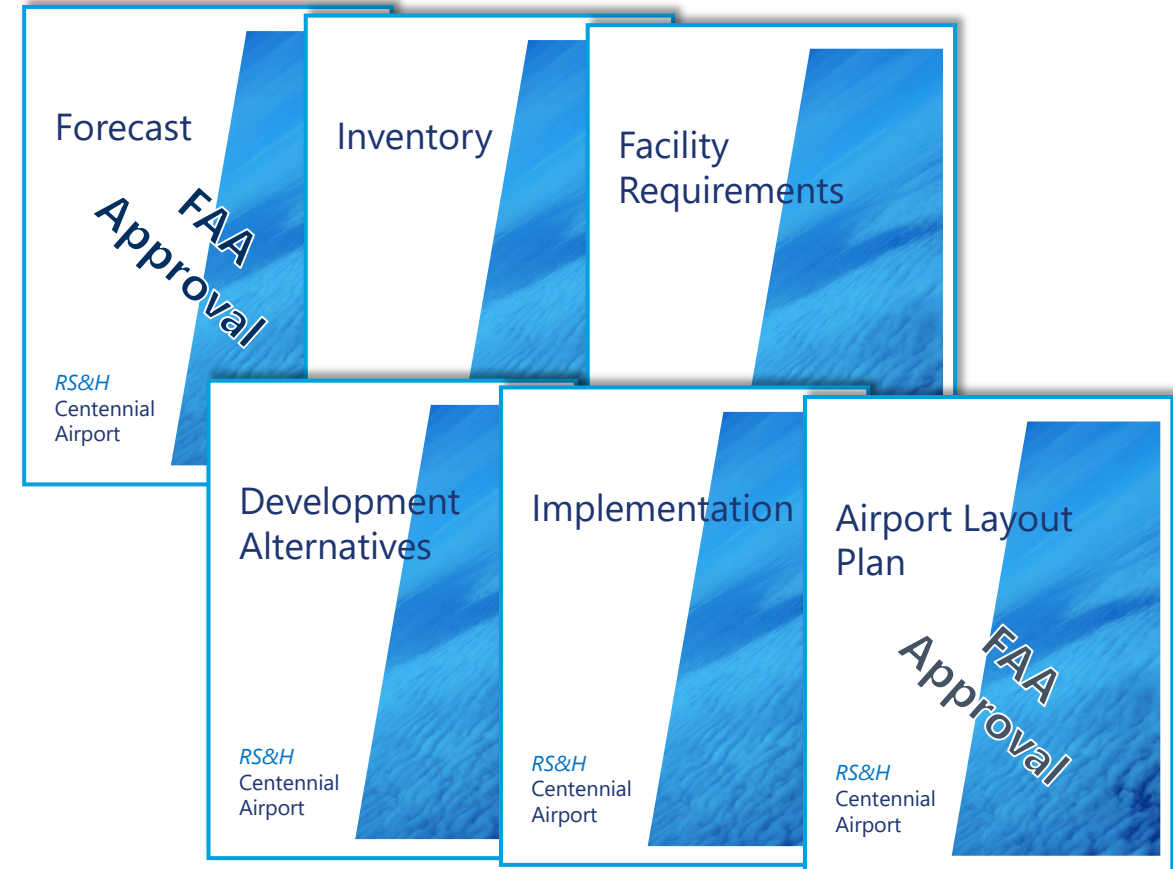 Forecast
FAA
Approval
RS&H
Centennial
Airport
Inventory
Facility
Requirements
Development
Alternatives
RS&H
Centennial
Airport
Implementation
RS&H
Centennial
Airport
Airport Layout
Plan
FAA
Approval
RS&H
Centennial
Airport